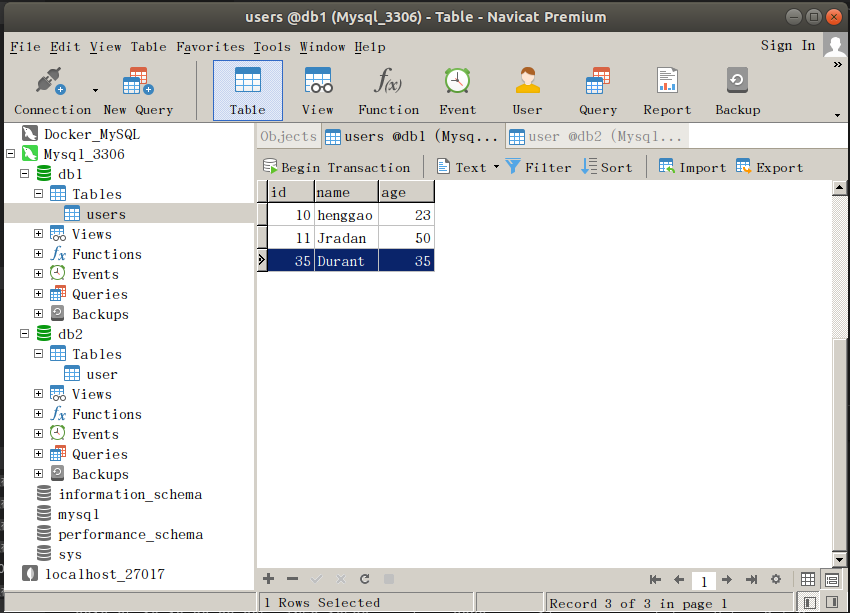 users @db1 (Mysql_3306) - Table - Navicat Premium
File Edit View Table Favorites Tools Window Help Sign In
Connection New Query Table View Function Event User Query Report Backup
Docker_MySQL
Mysql_3306
db1
Tables
users
Views
Functions
Events
Queries
Backups
db2
Tables
user
Views
Functions
Events
Queries
Backups
information_schema
mysql
performance_schema
sys
localhost_27017
Objects users @db1 (Mysq... user @db2 (Mysql...
Begin Transaction Text Filter Sort Import Export
id name age
10 henggao 23
11 Jradan 50
35 Durant 35
1
1 Rows Selected Record 3 of 3 in page 1